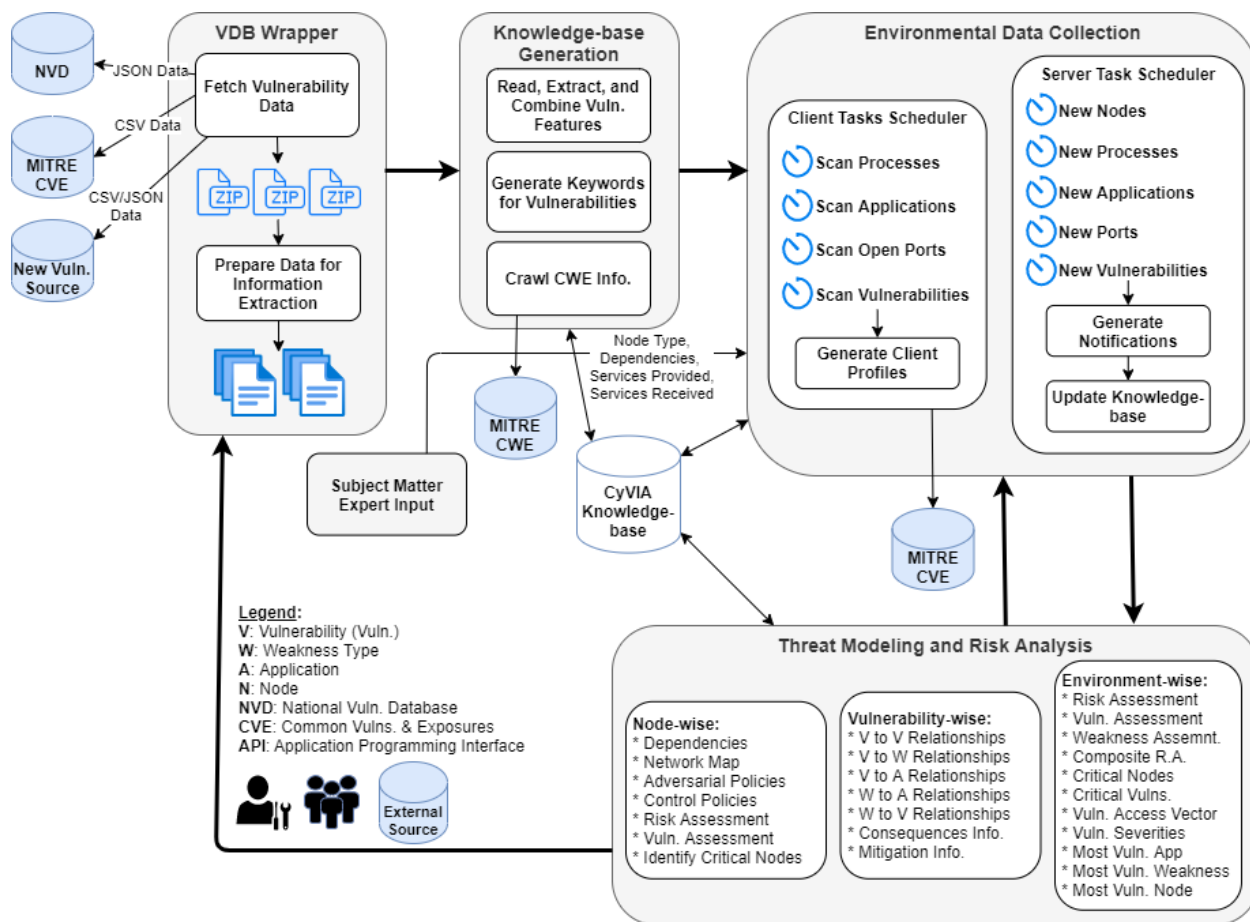 NVD
JSON Data
MITRE
CVE
CSV Data
CSV/JSON
Data
New Vuln.
Source
VDB Wrapper
Fetch Vulnerability
Data
ZIP
ZIP
ZIP
Prepare Data for
Information
Extraction
Knowledge-base
Generation
Read, Extract, and
Combine Vuln.
Features
Generate Keywords
for Vulnerabilities
Crawl CWE Info.
MITRE
CWE
Node Type,
Dependencies,
Services Provided,
Services Received
Subject Matter
Expert Input
CyVIA
Knowledge-
base
Environmental Data Collection
Client Tasks Scheduler
Scan Processes
Scan Applications
Scan Open Ports
Scan Vulnerabilities
Generate Client
Profiles
Server Task Scheduler
New Nodes
New Processes
New Applications
New Ports
New Vulnerabilities
Generate
Notifications
Update Knowledge-
base
MITRE
CVE
Legend:
V: Vulnerability (Vuln.)
W: Weakness Type
A: Application
N: Node
NVD: National Vuln. Database
CVE: Common Vulns. & Exposures
API: Application Programming Interface
External
Source
Threat Modeling and Risk Analysis
Node-wise:
* Dependencies
* Network Map
* Adversarial Policies
* Control Policies
* Risk Assessment
* Vuln. Assessment
* Identify Critical Nodes
Vulnerability-wise:
* V to V Relationships
* V to W Relationships
* V to A Relationships
* W to A Relationships
* W to V Relationships
* Consequences Info.
* Mitigation Info.
Environment-wise:
* Risk Assessment
* Vuln. Assessment
* Weakness Assemnt.
* Composite R.A.
* Critical Nodes
* Critical Vulns.
* Vuln. Access Vector
* Vuln. Severities
* Most Vuln. App
* Most Vuln. Weakness
* Most Vuln. Node